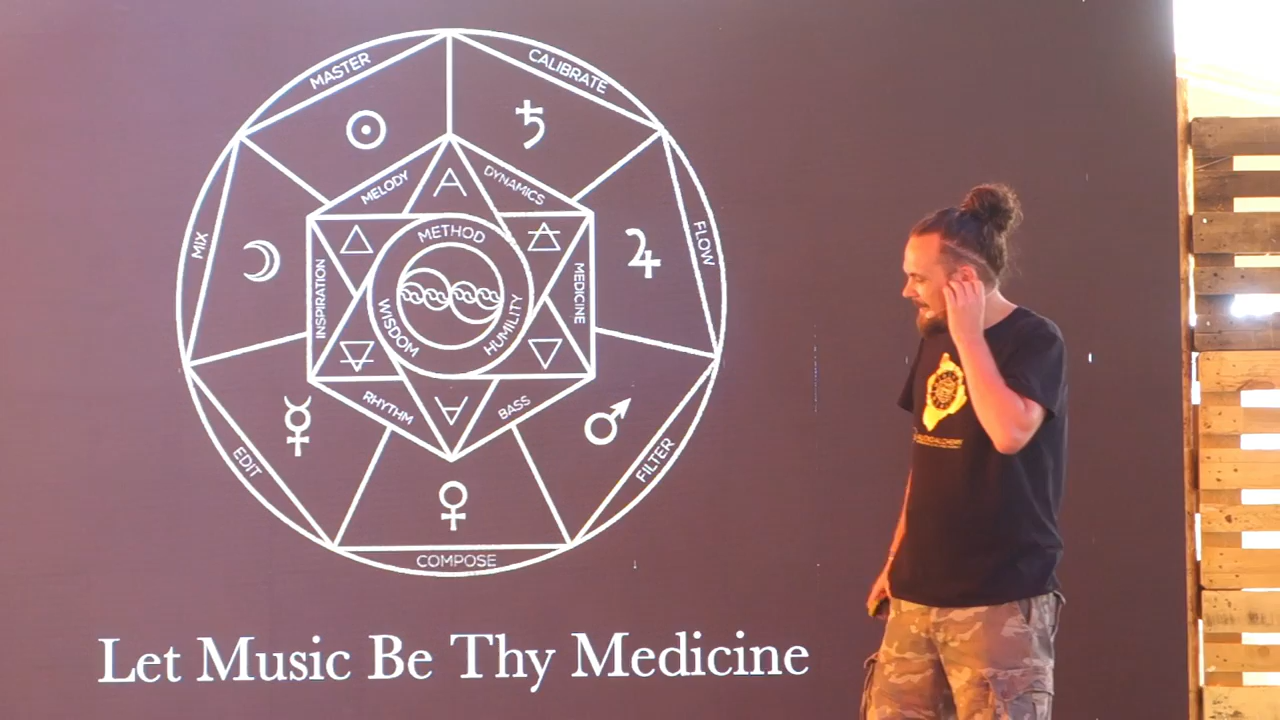 MASTER
CALIBRATE
MELODY
DYNAMICS
MIX
METHOD
FLOW
INSPIRATION
MEDICINE
WISDOM
HUMILITY
RHYTHM
BASS
EDIT
FILTER
COMPOSE
Let Music Be Thy Medicine